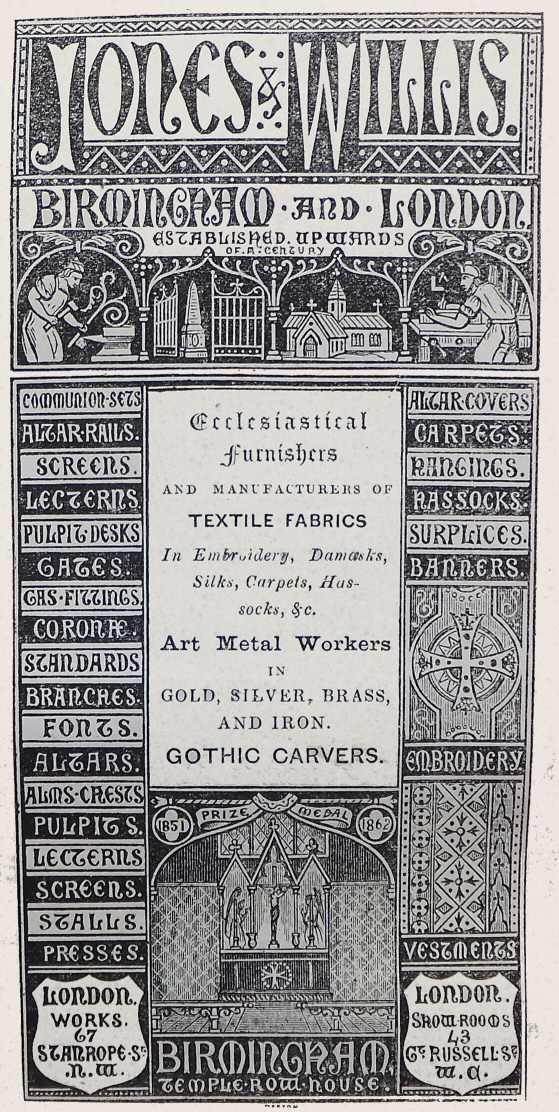 JONES & WILLIS.
BIRMINGHAM · AND · LONDON.
ESTABLISHED. UPWARDS
OF. A. CENTURY
COMMUNION·SETS
ALTAR·RAILS.
SCREENS.
LECTERNS.
PULPIT·DESKS
GATES.
GAS·FITTINGS.
CORONÆ.
STANDARDS
BRANCHES.
FONTS.
ALTARS.
ALMS·CHESTS
PULPITS.
LECTERNS
SCREENS.
STALLS.
PRESSES.
LONDON.
WORKS.
67
STANHOPE·ST.
.N.W.
Ecclesiastical
Furnishers
AND MANUFACTURERS OF
TEXTILE FABRICS
In Embroidery, Damasks,
Silks, Carpets, Has-
socks, &c.
Art Metal Workers
IN
GOLD, SILVER, BRASS,
AND IRON.
GOTHIC CARVERS.
1851 PRIZE MEDAL 1862
BIRMINGHAM.
TEMPLE·ROW·HOUSE.
ALTAR·COVERS
CARPETS.
HANGINGS.
HASSOCKS.
SURPLICES.
BANNERS.
EMBROIDERY.
VESTMENTS
LONDON.
SHOW·ROOMS
43
GT. RUSSELL·ST.
W.C.